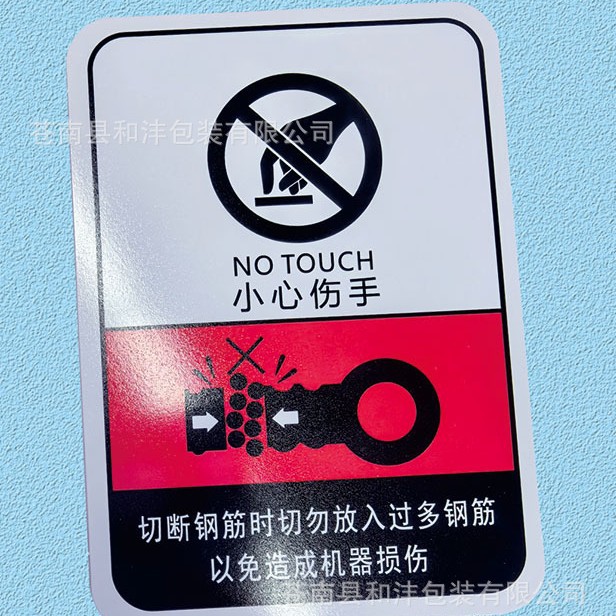 苍南县和沣包装有限公司
NO TOUCH
小心伤手
切断钢筋时切勿放入过多钢筋
以免造成机器损伤
苍南县和沣包装有限公司